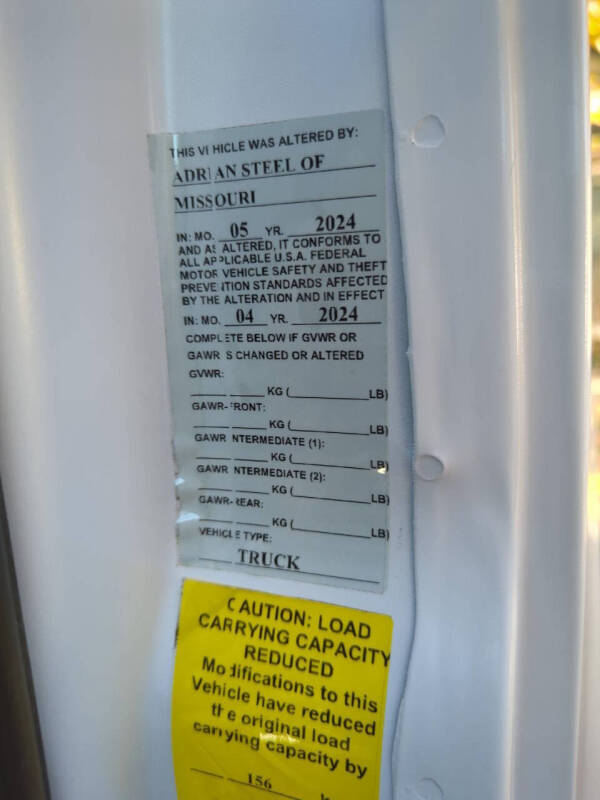 THIS VEHICLE WAS ALTERED BY:
ADRIAN STEEL OF
MISSOURI
IN: MO. 05 YR. 2024
AND AS ALTERED, IT CONFORMS TO
ALL APPLICABLE U.S.A. FEDERAL
MOTOR VEHICLE SAFETY AND THEFT
PREVENTION STANDARDS AFFECTED
BY THE ALTERATION AND IN EFFECT
IN: MO. 04 YR. 2024
COMPLETE BELOW IF GVWR OR
GAWR IS CHANGED OR ALTERED
GVWR:
KG ( LB)
GAWR-FRONT:
KG ( LB)
GAWR INTERMEDIATE (1):
KG ( LB)
GAWR INTERMEDIATE (2):
KG ( LB)
GAWR-REAR:
KG ( LB)
VEHICLE TYPE:
TRUCK
CAUTION: LOAD
CARRYING CAPACITY
REDUCED
Modifications to this
Vehicle have reduced
the original load
carrying capacity by
156